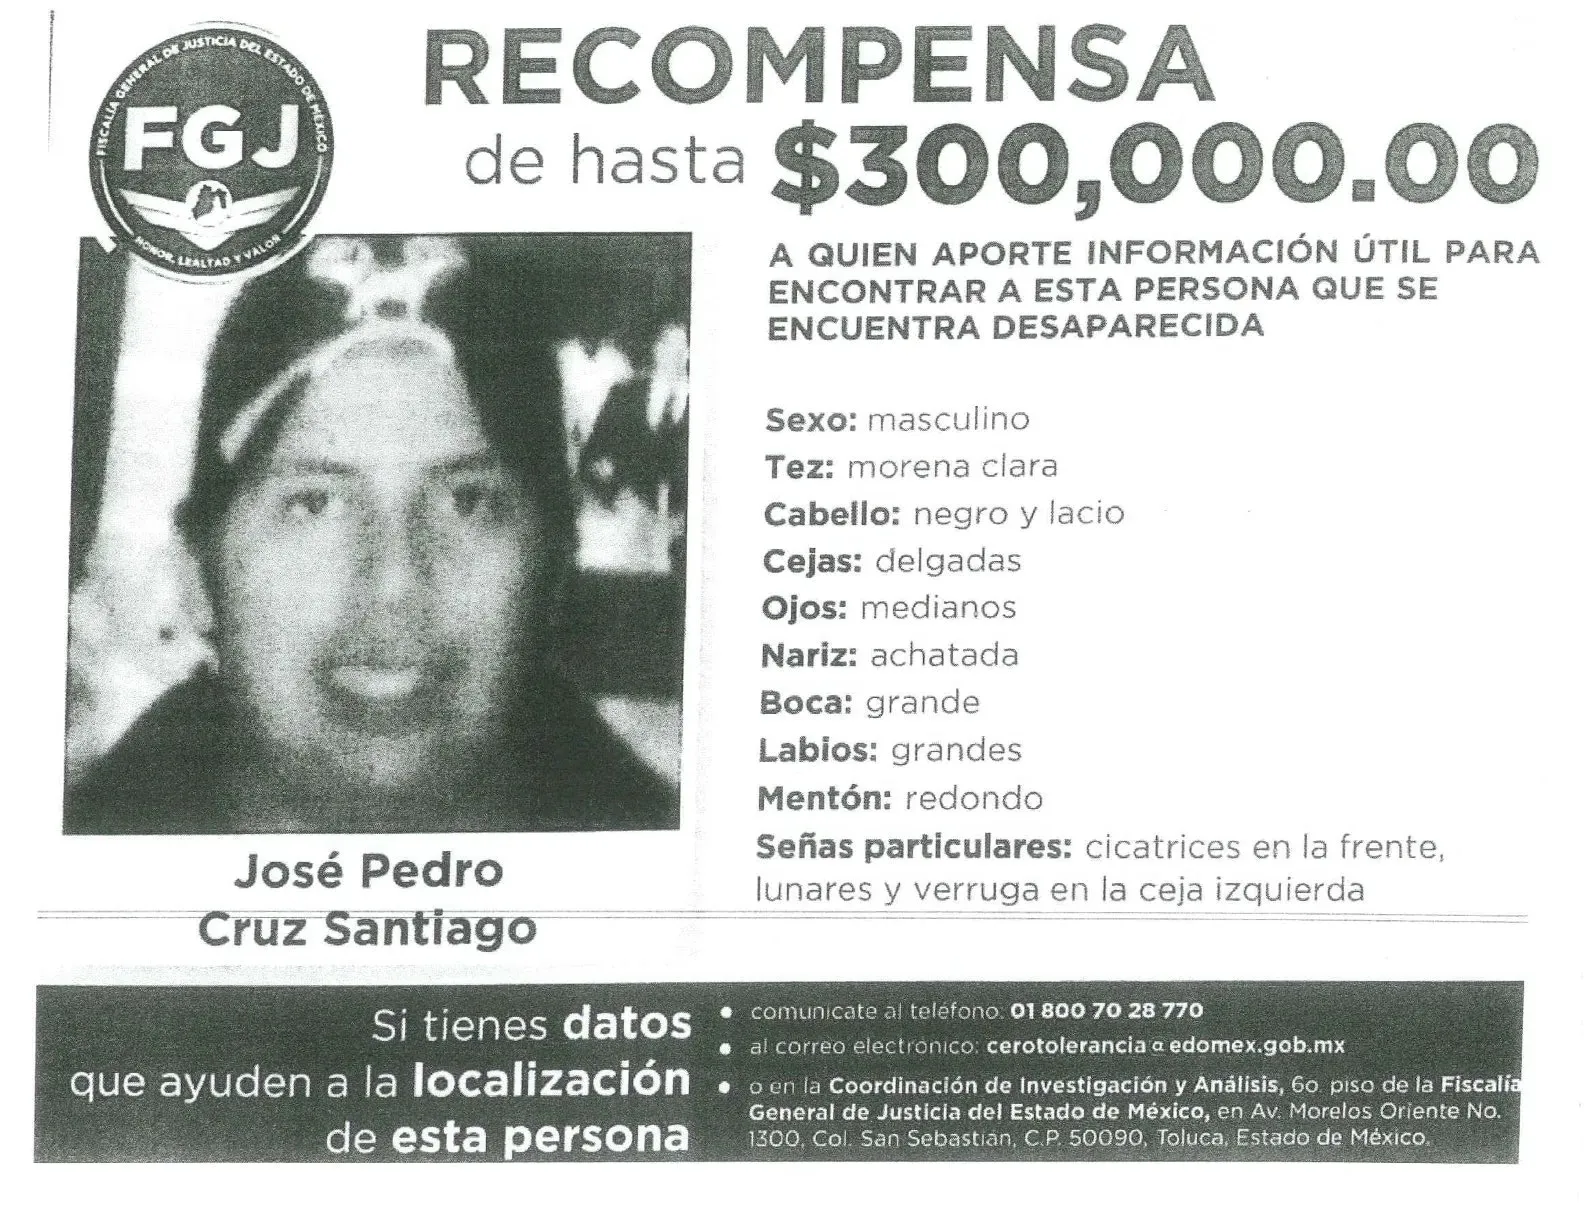 FISCALÍA GENERAL DE JUSTICIA DEL ESTADO DE MÉXICO
FGJ
HONOR, LEALTAD Y VALOR
RECOMPENSA
de hasta $300,000.00
A QUIEN APORTE INFORMACIÓN ÚTIL PARA
ENCONTRAR A ESTA PERSONA QUE SE
ENCUENTRA DESAPARECIDA
Sexo: masculino
Tez: morena clara
Cabello: negro y lacio
Cejas: delgadas
Ojos: medianos
Nariz: achatada
Boca: grande
Labios: grandes
Mentón: redondo
Señas particulares: cicatrices en la frente,
lunares y verruga en la ceja izquierda
José Pedro
Cruz Santiago
Si tienes datos
que ayuden a la localización
de esta persona
• comunicate al teléfono: 01 800 70 28 770
• al correo electrónico: cerotolerancia@edomex.gob.mx
• o en la Coordinación de Investigación y Análisis, 6o. piso de la Fiscalía
General de Justicia del Estado de México, en Av. Morelos Oriente No.
1300, Col. San Sebastián, C.P. 50090, Toluca, Estado de México.